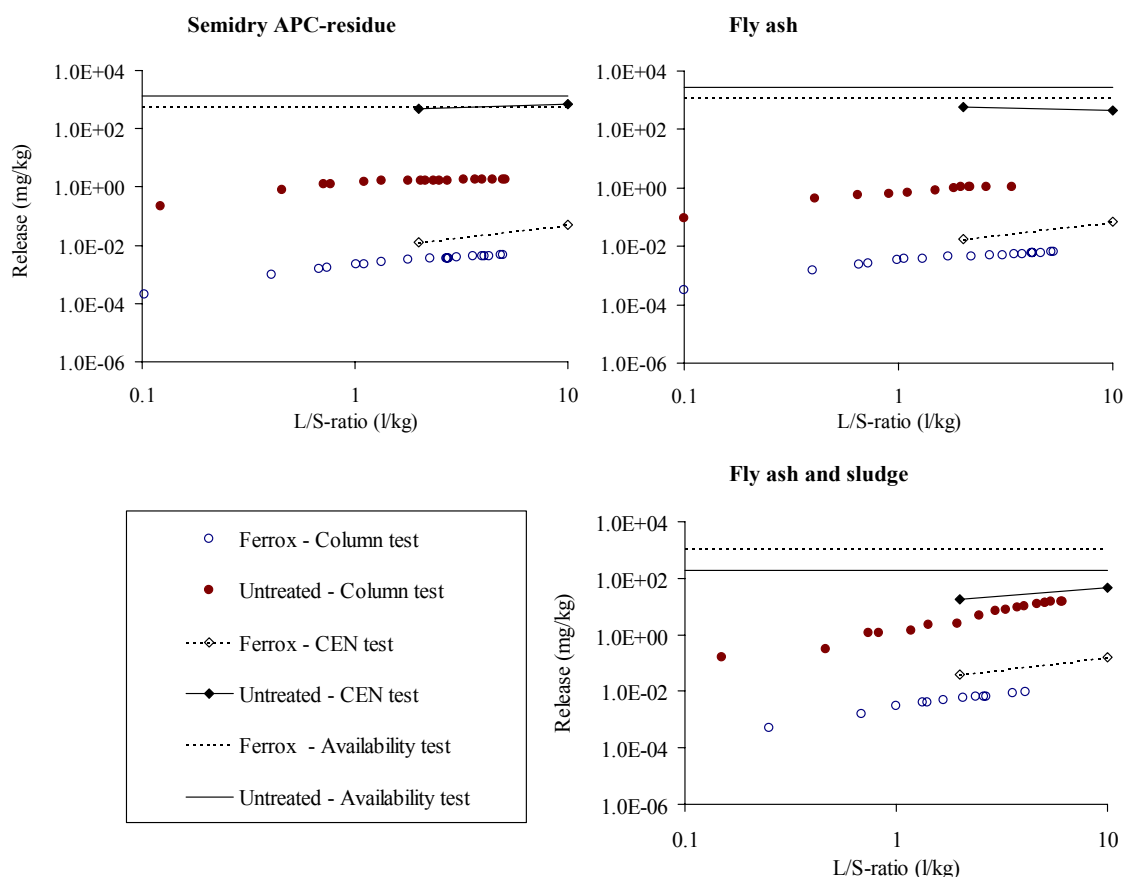 Semidry APC-residue
1.0E+04
1.0E+02
1.0E+00
1.0E-02
1.0E-04
1.0E-06
Release (mg/kg)
0.1
1
10
L/S-ratio (l/kg)
Fly ash
1.0E+04
1.0E+02
1.0E+00
1.0E-02
1.0E-04
1.0E-06
0.1
1
10
L/S-ratio (l/kg)
Ferrox - Column test
Untreated - Column test
Ferrox - CEN test
Untreated - CEN test
Ferrox - Availability test
Untreated - Availability test
Fly ash and sludge
1.0E+04
1.0E+02
1.0E+00
1.0E-02
1.0E-04
1.0E-06
Release (mg/kg)
0.1
1
10
L/S-ratio (l/kg)